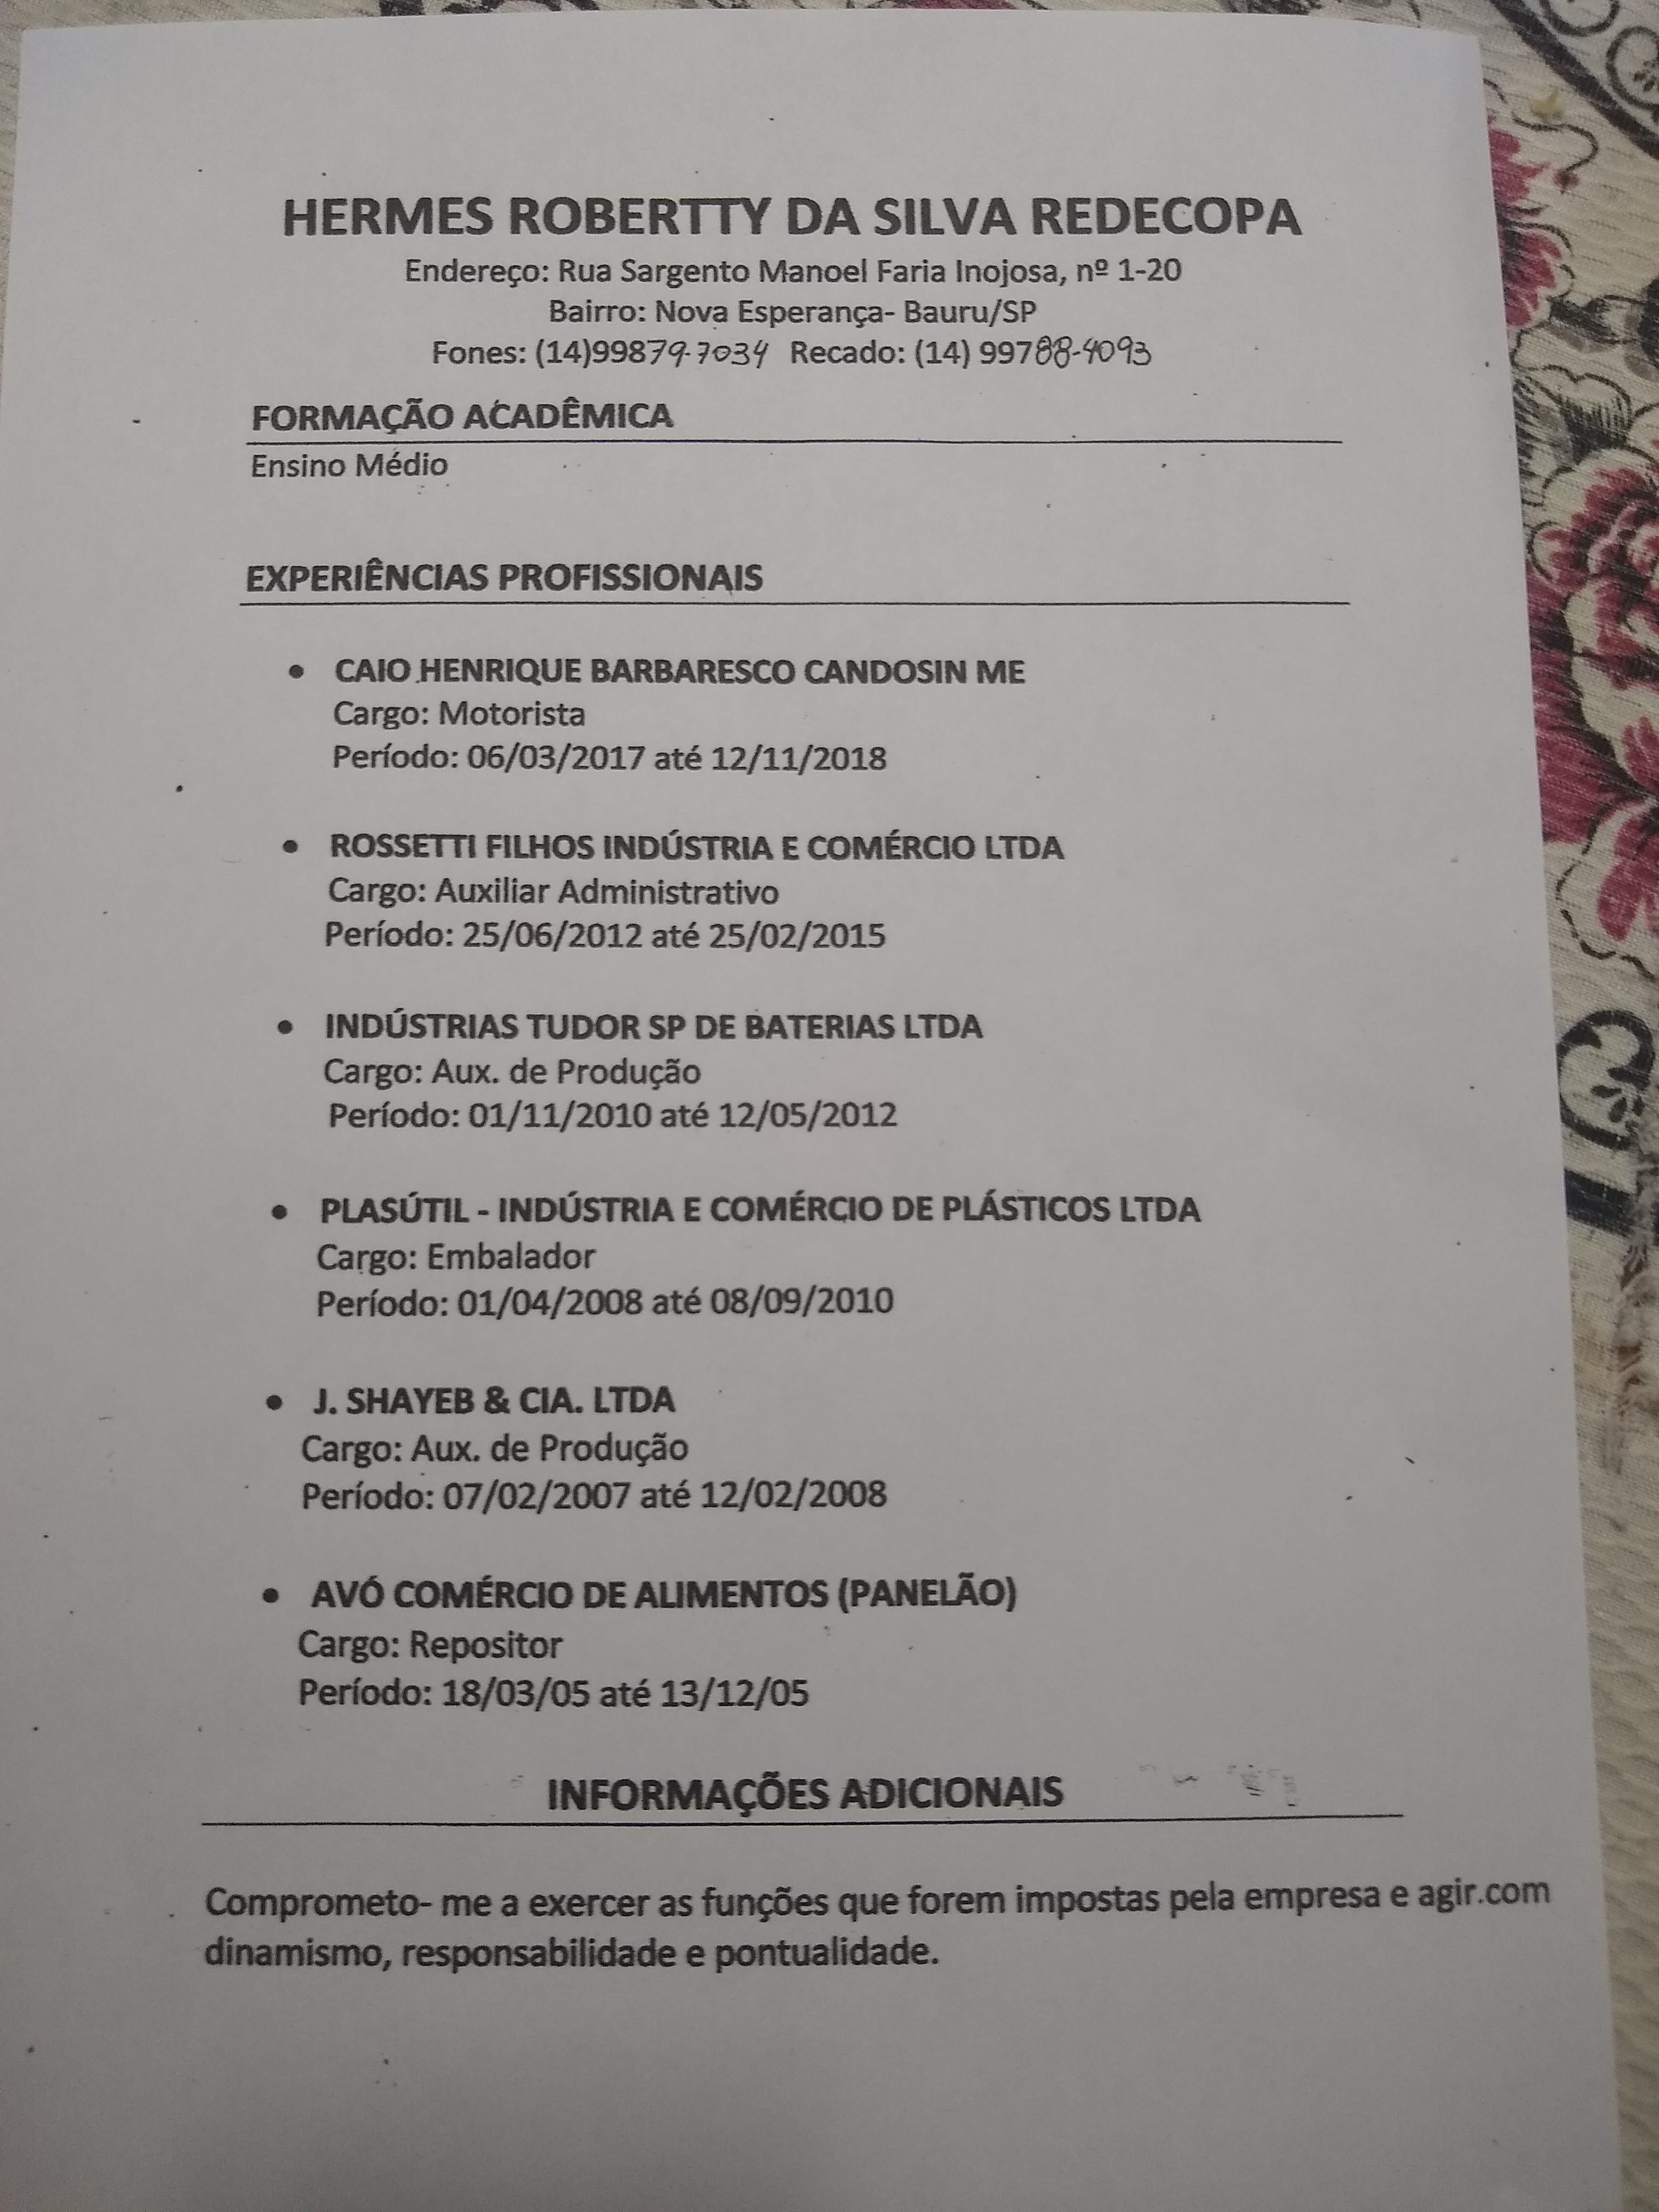 HERMES ROBERTTY DA SILVA REDECOPA
Endereço: Rua Sargento Manoel Faria Inojosa, nº 1-20
Bairro: Nova Esperança- Bauru/SP
Fones: (14)99879-7034 Recado: (14) 99788-4093
FORMAÇÃO ACADÊMICA
Ensino Médio
EXPERIÊNCIAS PROFISSIONAIS
• CAIO HENRIQUE BARBARESCO CANDOSIN ME
Cargo: Motorista
Período: 06/03/2017 até 12/11/2018
• ROSSETTI FILHOS INDÚSTRIA E COMÉRCIO LTDA
Cargo: Auxiliar Administrativo
Período: 25/06/2012 até 25/02/2015
• INDÚSTRIAS TUDOR SP DE BATERIAS LTDA
Cargo: Aux. de Produção
Período: 01/11/2010 até 12/05/2012
• PLASÚTIL - INDÚSTRIA E COMÉRCIO DE PLÁSTICOS LTDA
Cargo: Embalador
Período: 01/04/2008 até 08/09/2010
• J. SHAYEB & CIA. LTDA
Cargo: Aux. de Produção
Período: 07/02/2007 até 12/02/2008
• AVÓ COMÉRCIO DE ALIMENTOS (PANELÃO)
Cargo: Repositor
Período: 18/03/05 até 13/12/05
INFORMAÇÕES ADICIONAIS
Comprometo- me a exercer as funções que forem impostas pela empresa e agir.com
dinamismo, responsabilidade e pontualidade.